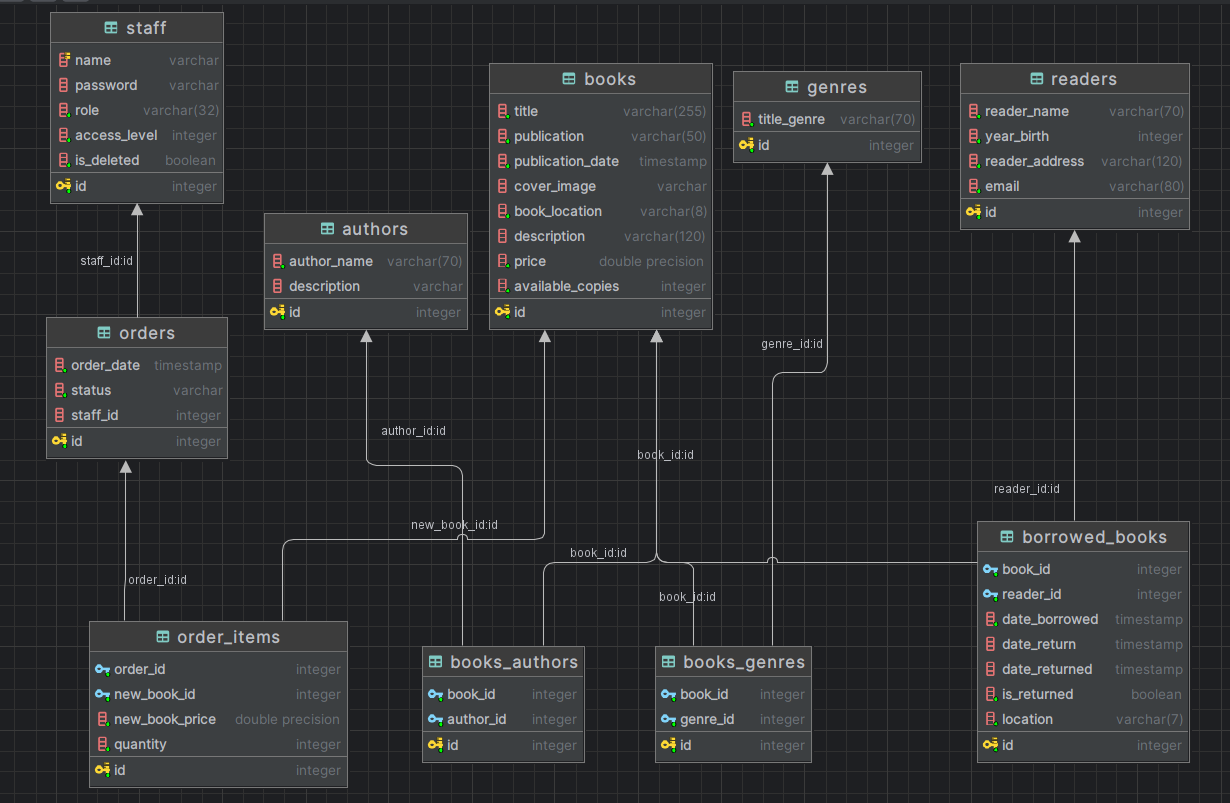 staff
name varchar
password varchar
role varchar(32)
access_level integer
is_deleted boolean
id integer
books
title varchar(255)
publication varchar(50)
publication_date timestamp
cover_image varchar
book_location varchar(8)
description varchar(120)
price double precision
available_copies integer
id integer
genres
title_genre varchar(70)
id integer
readers
reader_name varchar(70)
year_birth integer
reader_address varchar(120)
email varchar(80)
id integer
authors
author_name varchar(70)
description varchar
id integer
staff_id:id
orders
order_date timestamp
status varchar
staff_id integer
id integer
genre_id:id
author_id:id
book_id:id
reader_id:id
new_book_id:id
book_id:id
order_id:id
book_id:id
order_items
order_id integer
new_book_id integer
new_book_price double precision
quantity integer
id integer
books_authors
book_id integer
author_id integer
id integer
books_genres
book_id integer
genre_id integer
id integer
borrowed_books
book_id integer
reader_id integer
date_borrowed timestamp
date_return timestamp
date_returned timestamp
is_returned boolean
location varchar(7)
id integer